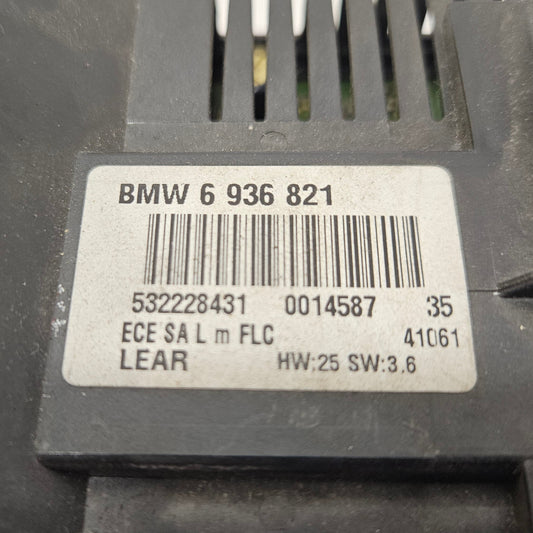 BMW 6 936 821
532228431 0014587 35
ECE SA L m FLC 41061
LEAR HW:25 SW:3.6